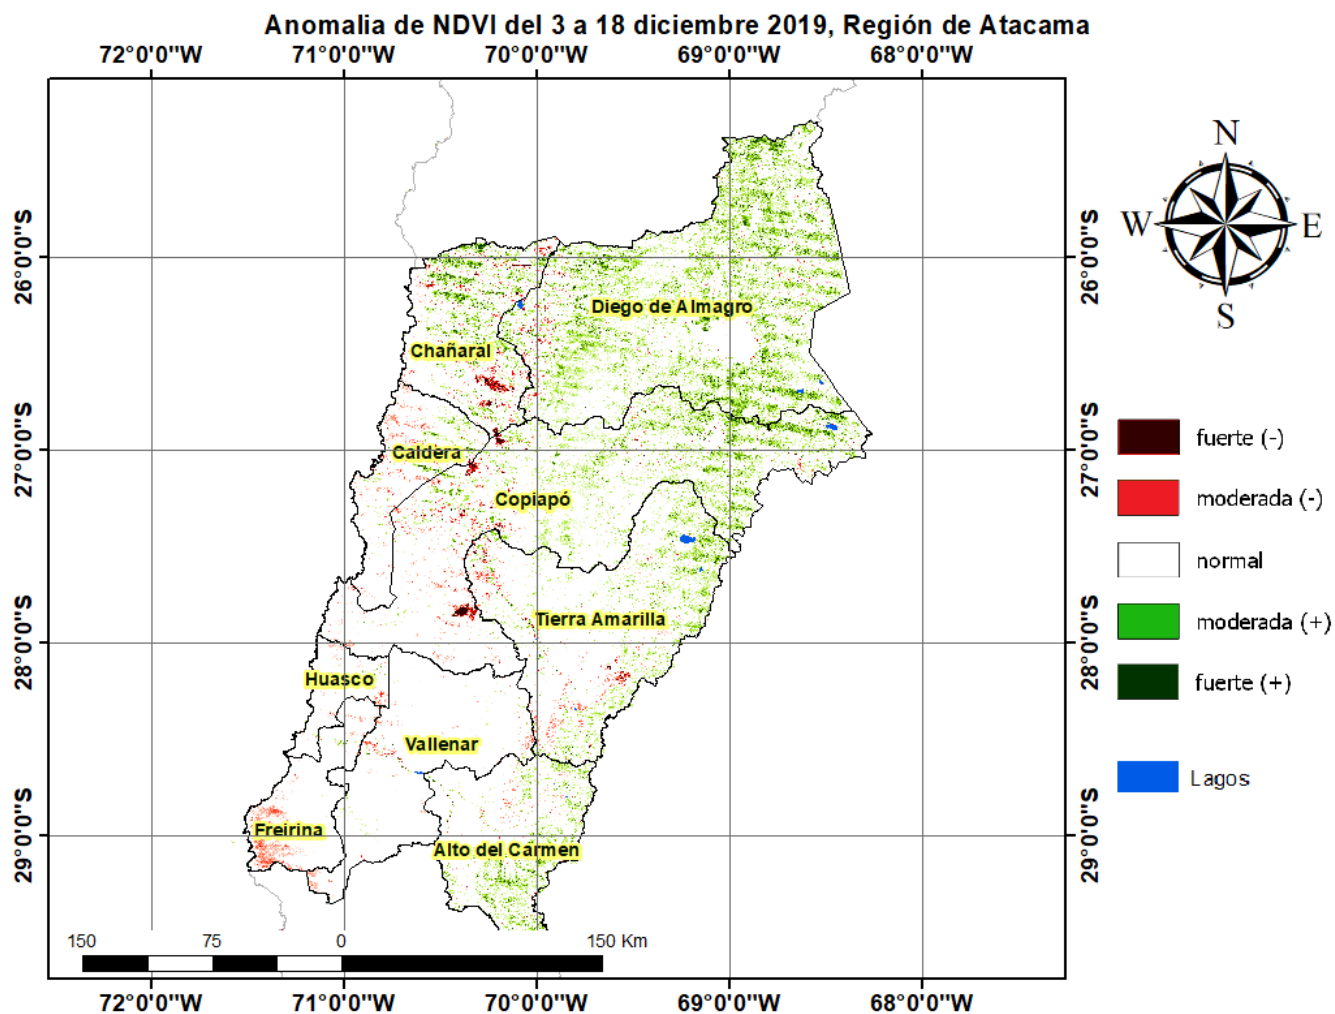 Anomalia de NDVI del 3 a 18 diciembre 2019, Región de Atacama
72°0'0"W 71°0'0"W 70°0'0"W 69°0'0"W 68°0'0"W
N
W E
S
26°0'0"S 26°0'0"S
Diego de Almagro
Chañaral
27°0'0"S 27°0'0"S
Caldera
Copiapó
fuerte (-)
moderada (-)
normal
moderada (+)
fuerte (+)
Lagos
Tierra Amarilla
28°0'0"S 28°0'0"S
Huasco
Vallenar
Freirina
29°0'0"S 29°0'0"S
Alto del Carmen
150 75 0 150 Km
72°0'0"W 71°0'0"W 70°0'0"W 69°0'0"W 68°0'0"W